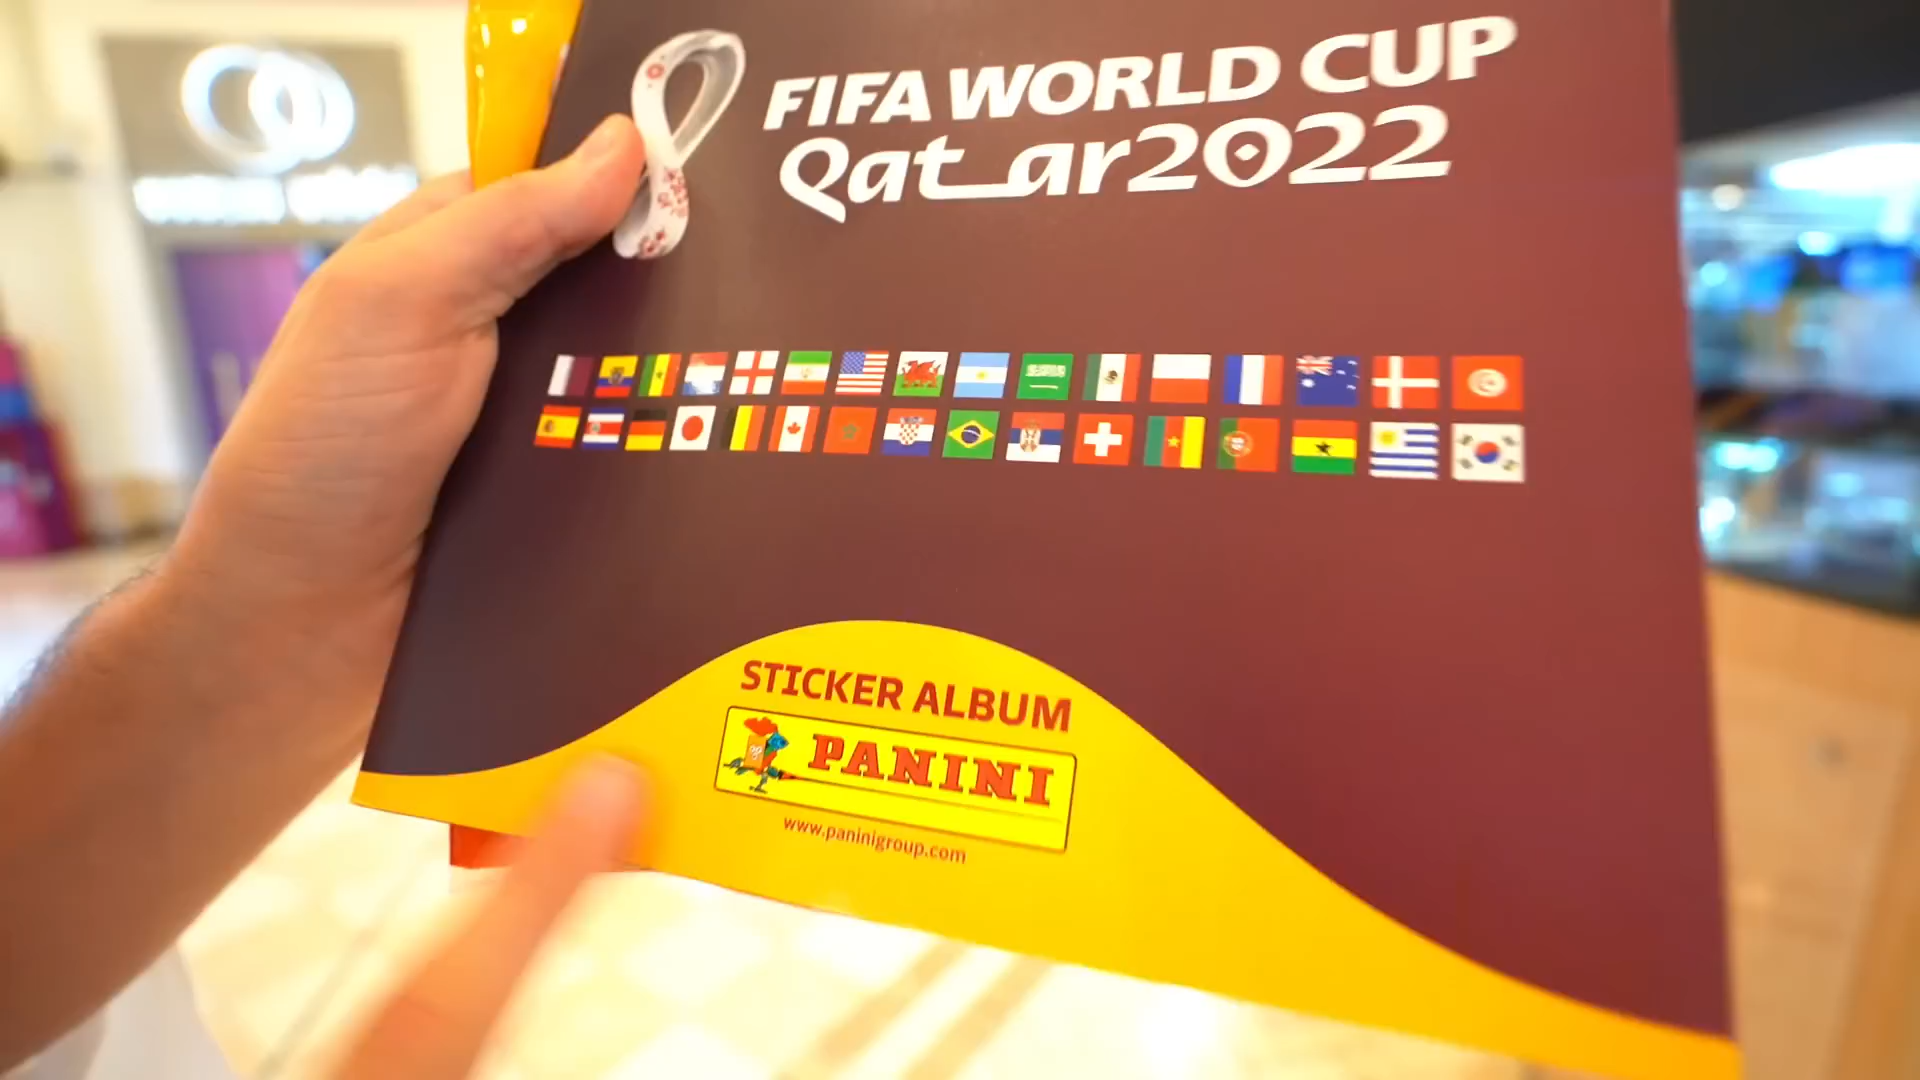 FIFA WORLD CUP
Qatar2022
STICKER ALBUM
PANINI
www.paninigroup.com